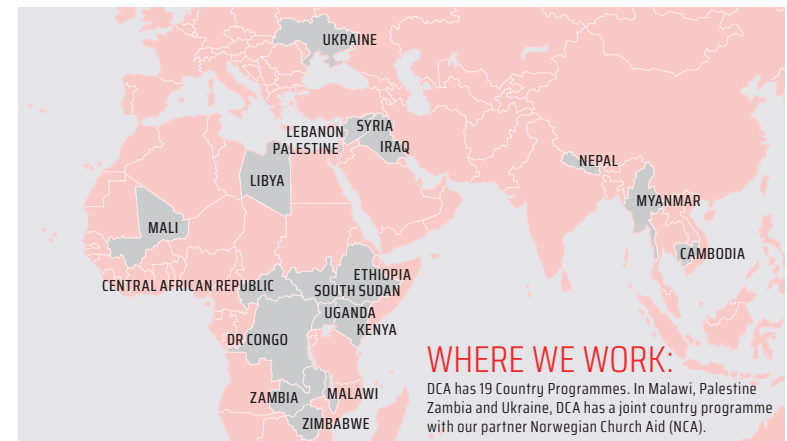 UKRAINE
LEBANON
SYRIA
PALESTINE
IRAQ
NEPAL
LIBYA
MYANMAR
MALI
CAMBODIA
ETHIOPIA
CENTRAL AFRICAN REPUBLIC
SOUTH SUDAN
UGANDA
KENYA
DR CONGO
WHERE WE WORK:
DCA has 19 Country Programmes. In Malawi, Palestine
Zambia and Ukraine, DCA has a joint country programme
with our partner Norwegian Church Aid (NCA).
ZAMBIA
MALAWI
ZIMBABWE